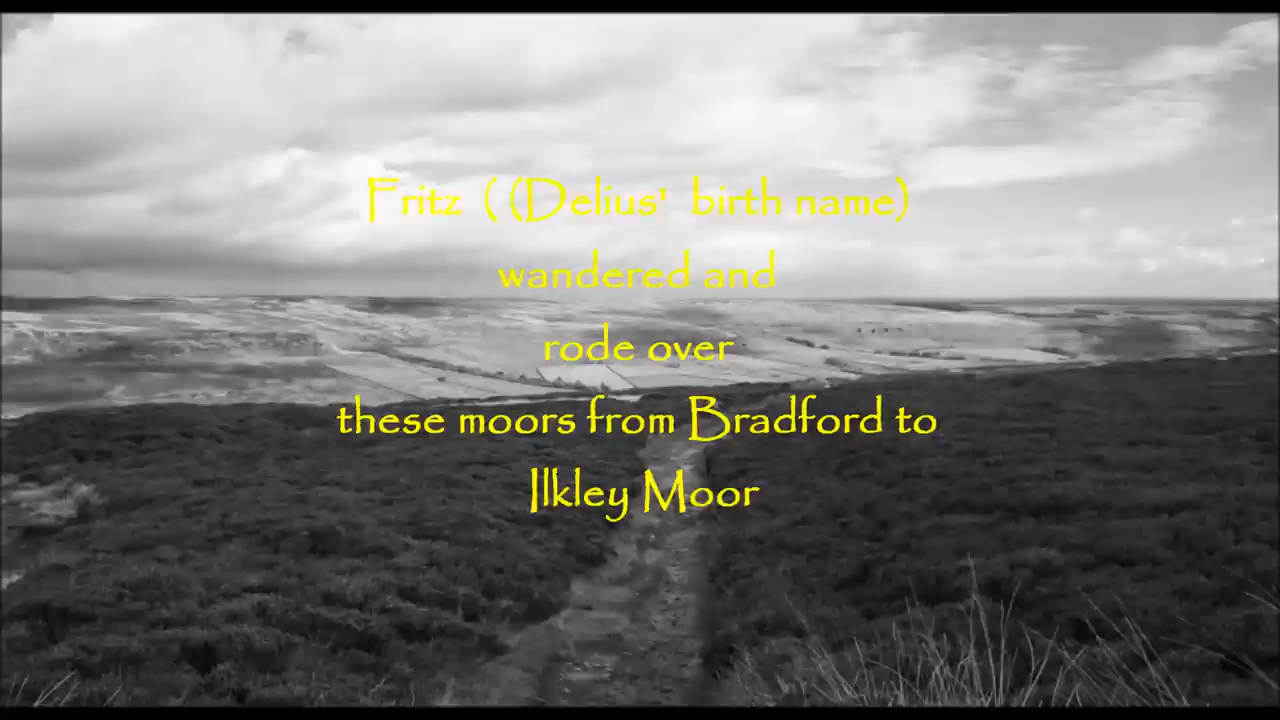 Fritz  ( (Delius'  birth name)
wandered and
rode over
these moors from Bradford to
Ilkley Moor